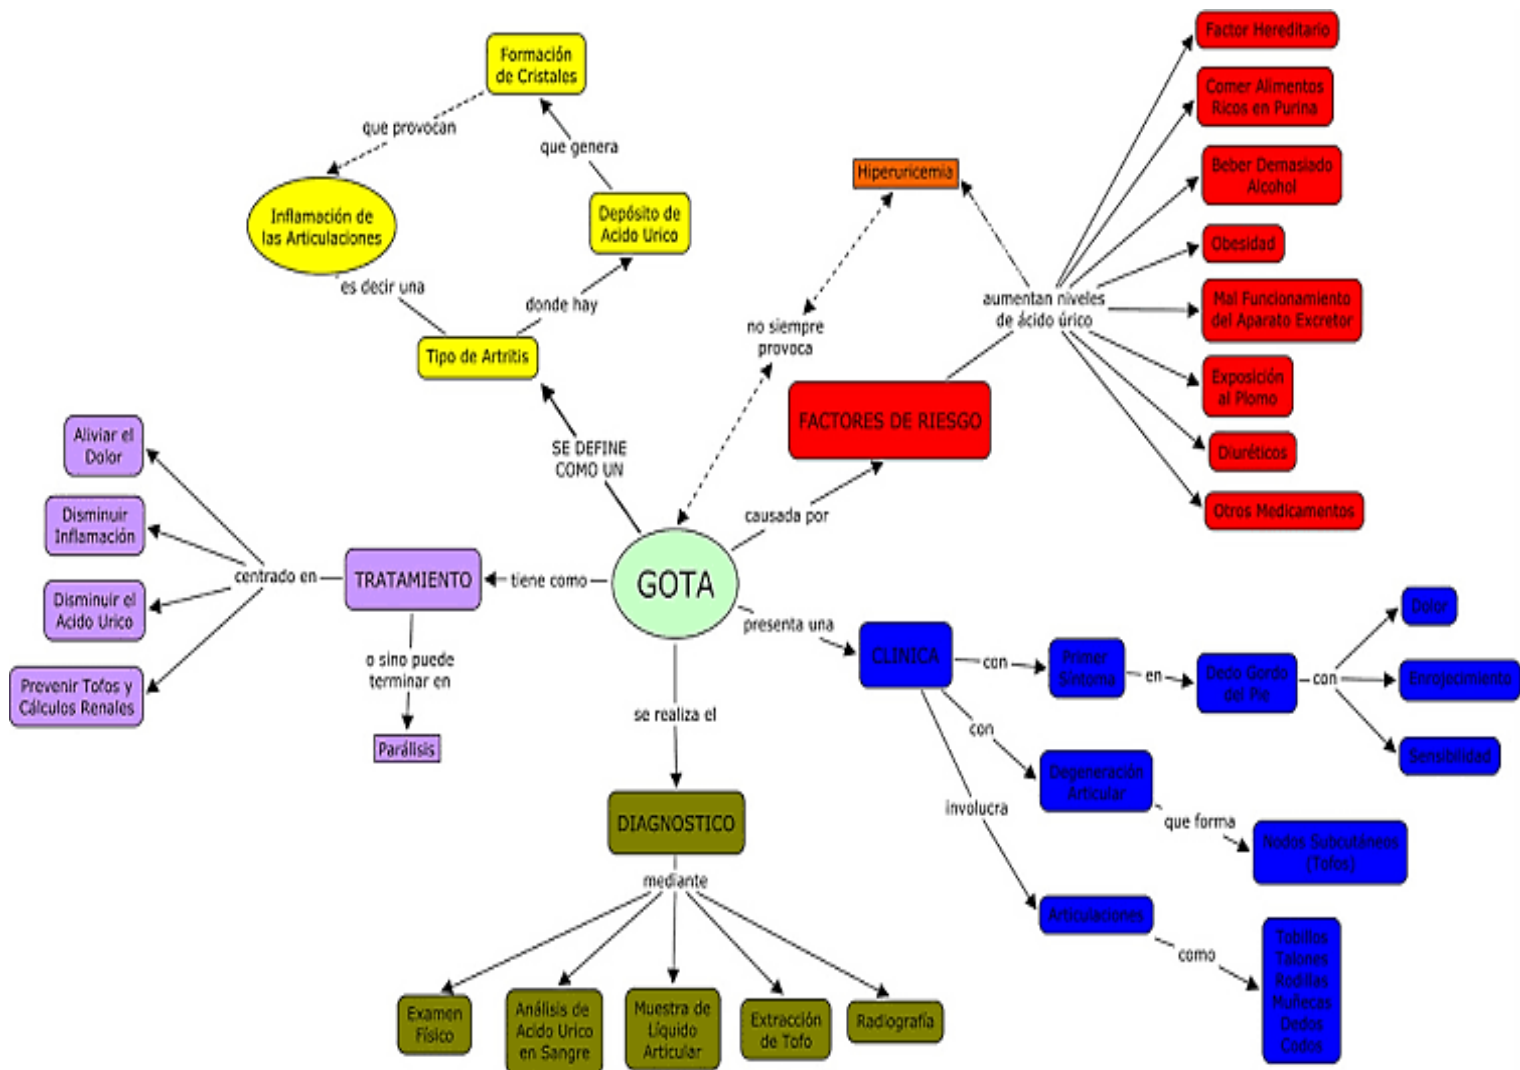 Formación
de Cristales
que provocan
que genera
Inflamación de
las Articulaciones
Depósito de
Acido Urico
es decir una
donde hay
Tipo de Artritis
SE DEFINE
COMO UN
Hiperuricemia
no siempre
provoca
aumentan niveles
de ácido úrico
FACTORES DE RIESGO
causada por
Factor Hereditario
Comer Alimentos
Ricos en Purina
Beber Demasiado
Alcohol
Obesidad
Mal Funcionamiento
del Aparato Excretor
Exposición
al Plomo
Diuréticos
Otros Medicamentos
GOTA
tiene como
TRATAMIENTO
centrado en
Aliviar el
Dolor
Disminuir
Inflamación
Disminuir el
Acido Urico
Prevenir Tofos y
Cálculos Renales
o sino puede
terminar en
Parálisis
presenta una
CLINICA
con
Primer
Síntoma
en
Dedo Gordo
del Pie
con
Dolor
Enrojecimiento
Sensibilidad
con
Degeneración
Articular
que forma
Nodos Subcutáneos
(Tofos)
involucra
Articulaciones
como
Tobillos
Talones
Rodillas
Muñecas
Dedos
Codos
se realiza el
DIAGNOSTICO
mediante
Examen
Físico
Análisis de
Acido Urico
en Sangre
Muestra de
Líquido
Articular
Extracción
de Tofo
Radiografía